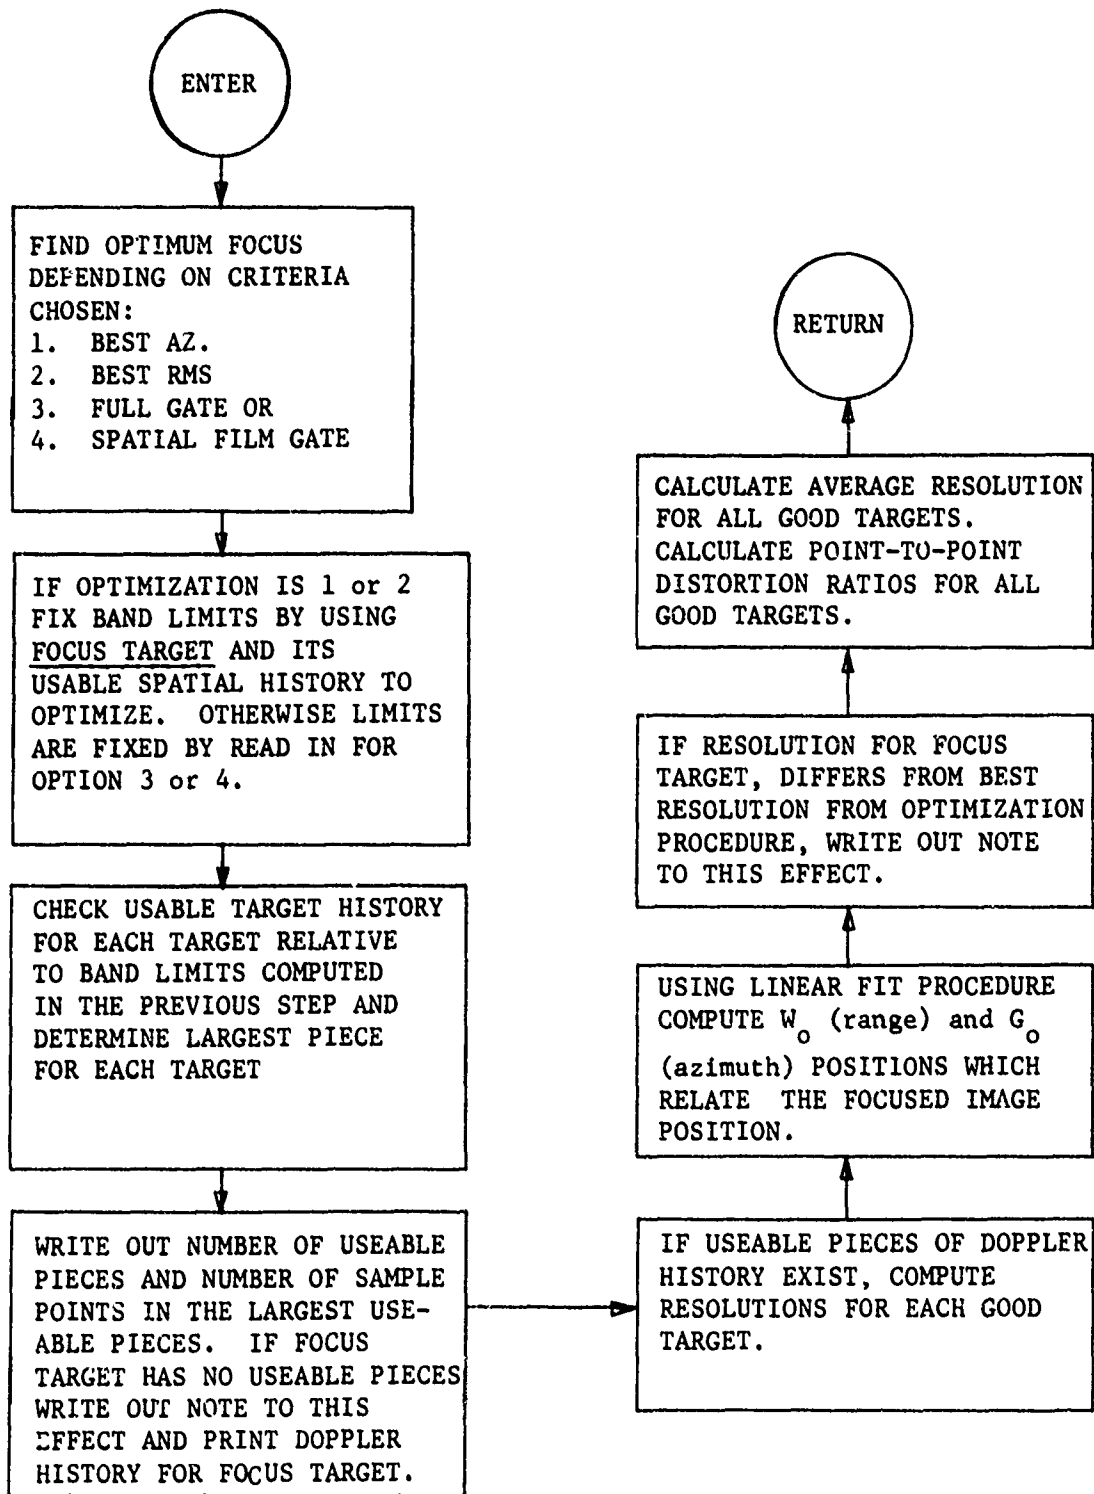 ENTER
FIND OPTIMUM FOCUS
DEPENDING ON CRITERIA
CHOSEN:
1. BEST AZ.
2. BEST RMS
3. FULL GATE OR
4. SPATIAL FILM GATE
IF OPTIMIZATION IS 1 or 2
FIX BAND LIMITS BY USING
FOCUS TARGET AND ITS
USABLE SPATIAL HISTORY TO
OPTIMIZE. OTHERWISE LIMITS
ARE FIXED BY READ IN FOR
OPTION 3 or 4.
CHECK USABLE TARGET HISTORY
FOR EACH TARGET RELATIVE
TO BAND LIMITS COMPUTED
IN THE PREVIOUS STEP AND
DETERMINE LARGEST PIECE
FOR EACH TARGET
WRITE OUT NUMBER OF USEABLE
PIECES AND NUMBER OF SAMPLE
POINTS IN THE LARGEST USE-
ABLE PIECES. IF FOCUS
TARGET HAS NO USEABLE PIECES
WRITE OUT NOTE TO THIS
EFFECT AND PRINT DOPPLER
HISTORY FOR FOCUS TARGET.
IF USEABLE PIECES OF DOPPLER
HISTORY EXIST, COMPUTE
RESOLUTIONS FOR EACH GOOD
TARGET.
USING LINEAR FIT PROCEDURE
COMPUTE W_o (range) and G_o
(azimuth) POSITIONS WHICH
RELATE THE FOCUSED IMAGE
POSITION.
IF RESOLUTION FOR FOCUS
TARGET, DIFFERS FROM BEST
RESOLUTION FROM OPTIMIZATION
PROCEDURE, WRITE OUT NOTE
TO THIS EFFECT.
CALCULATE AVERAGE RESOLUTION
FOR ALL GOOD TARGETS.
CALCULATE POINT-TO-POINT
DISTORTION RATIOS FOR ALL
GOOD TARGETS.
RETURN